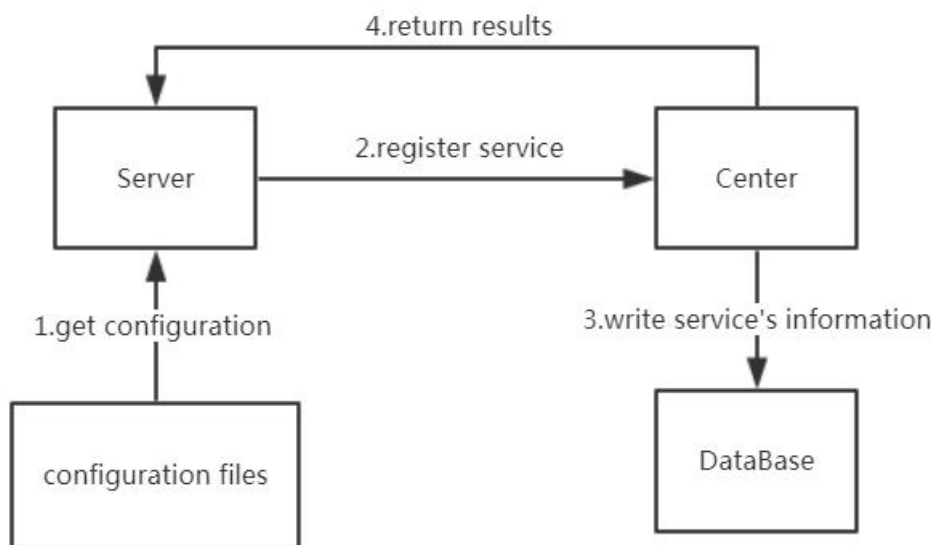 4.return results
2.register service
Server
Center
1.get configuration
3.write service's information
configuration files
DataBase